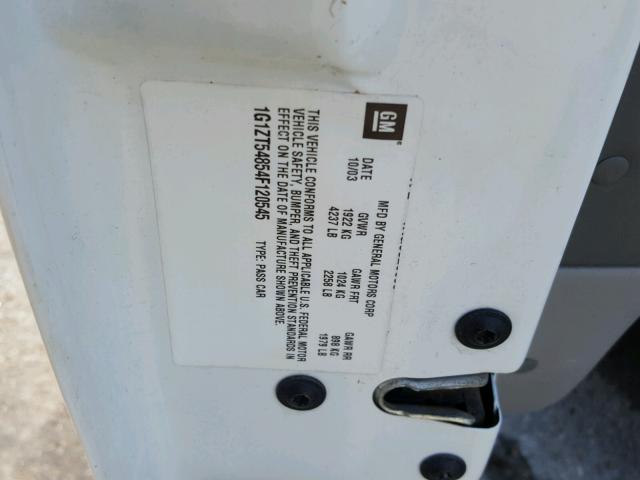 GM
MFD BY GENERAL MOTORS CORP
DATE GVWR GAWR FRT GAWR RR
10/03 1922 KG 1024 KG 898 KG
4237 LB 2258 LB 1979 LB
THIS VEHICLE CONFORMS TO ALL APPLICABLE U.S. FEDERAL MOTOR
VEHICLE SAFETY, BUMPER, AND THEFT PREVENTION STANDARDS IN
EFFECT ON THE DATE OF MANUFACTURE SHOWN ABOVE.
1G1ZT54854F120545 TYPE: PASS CAR